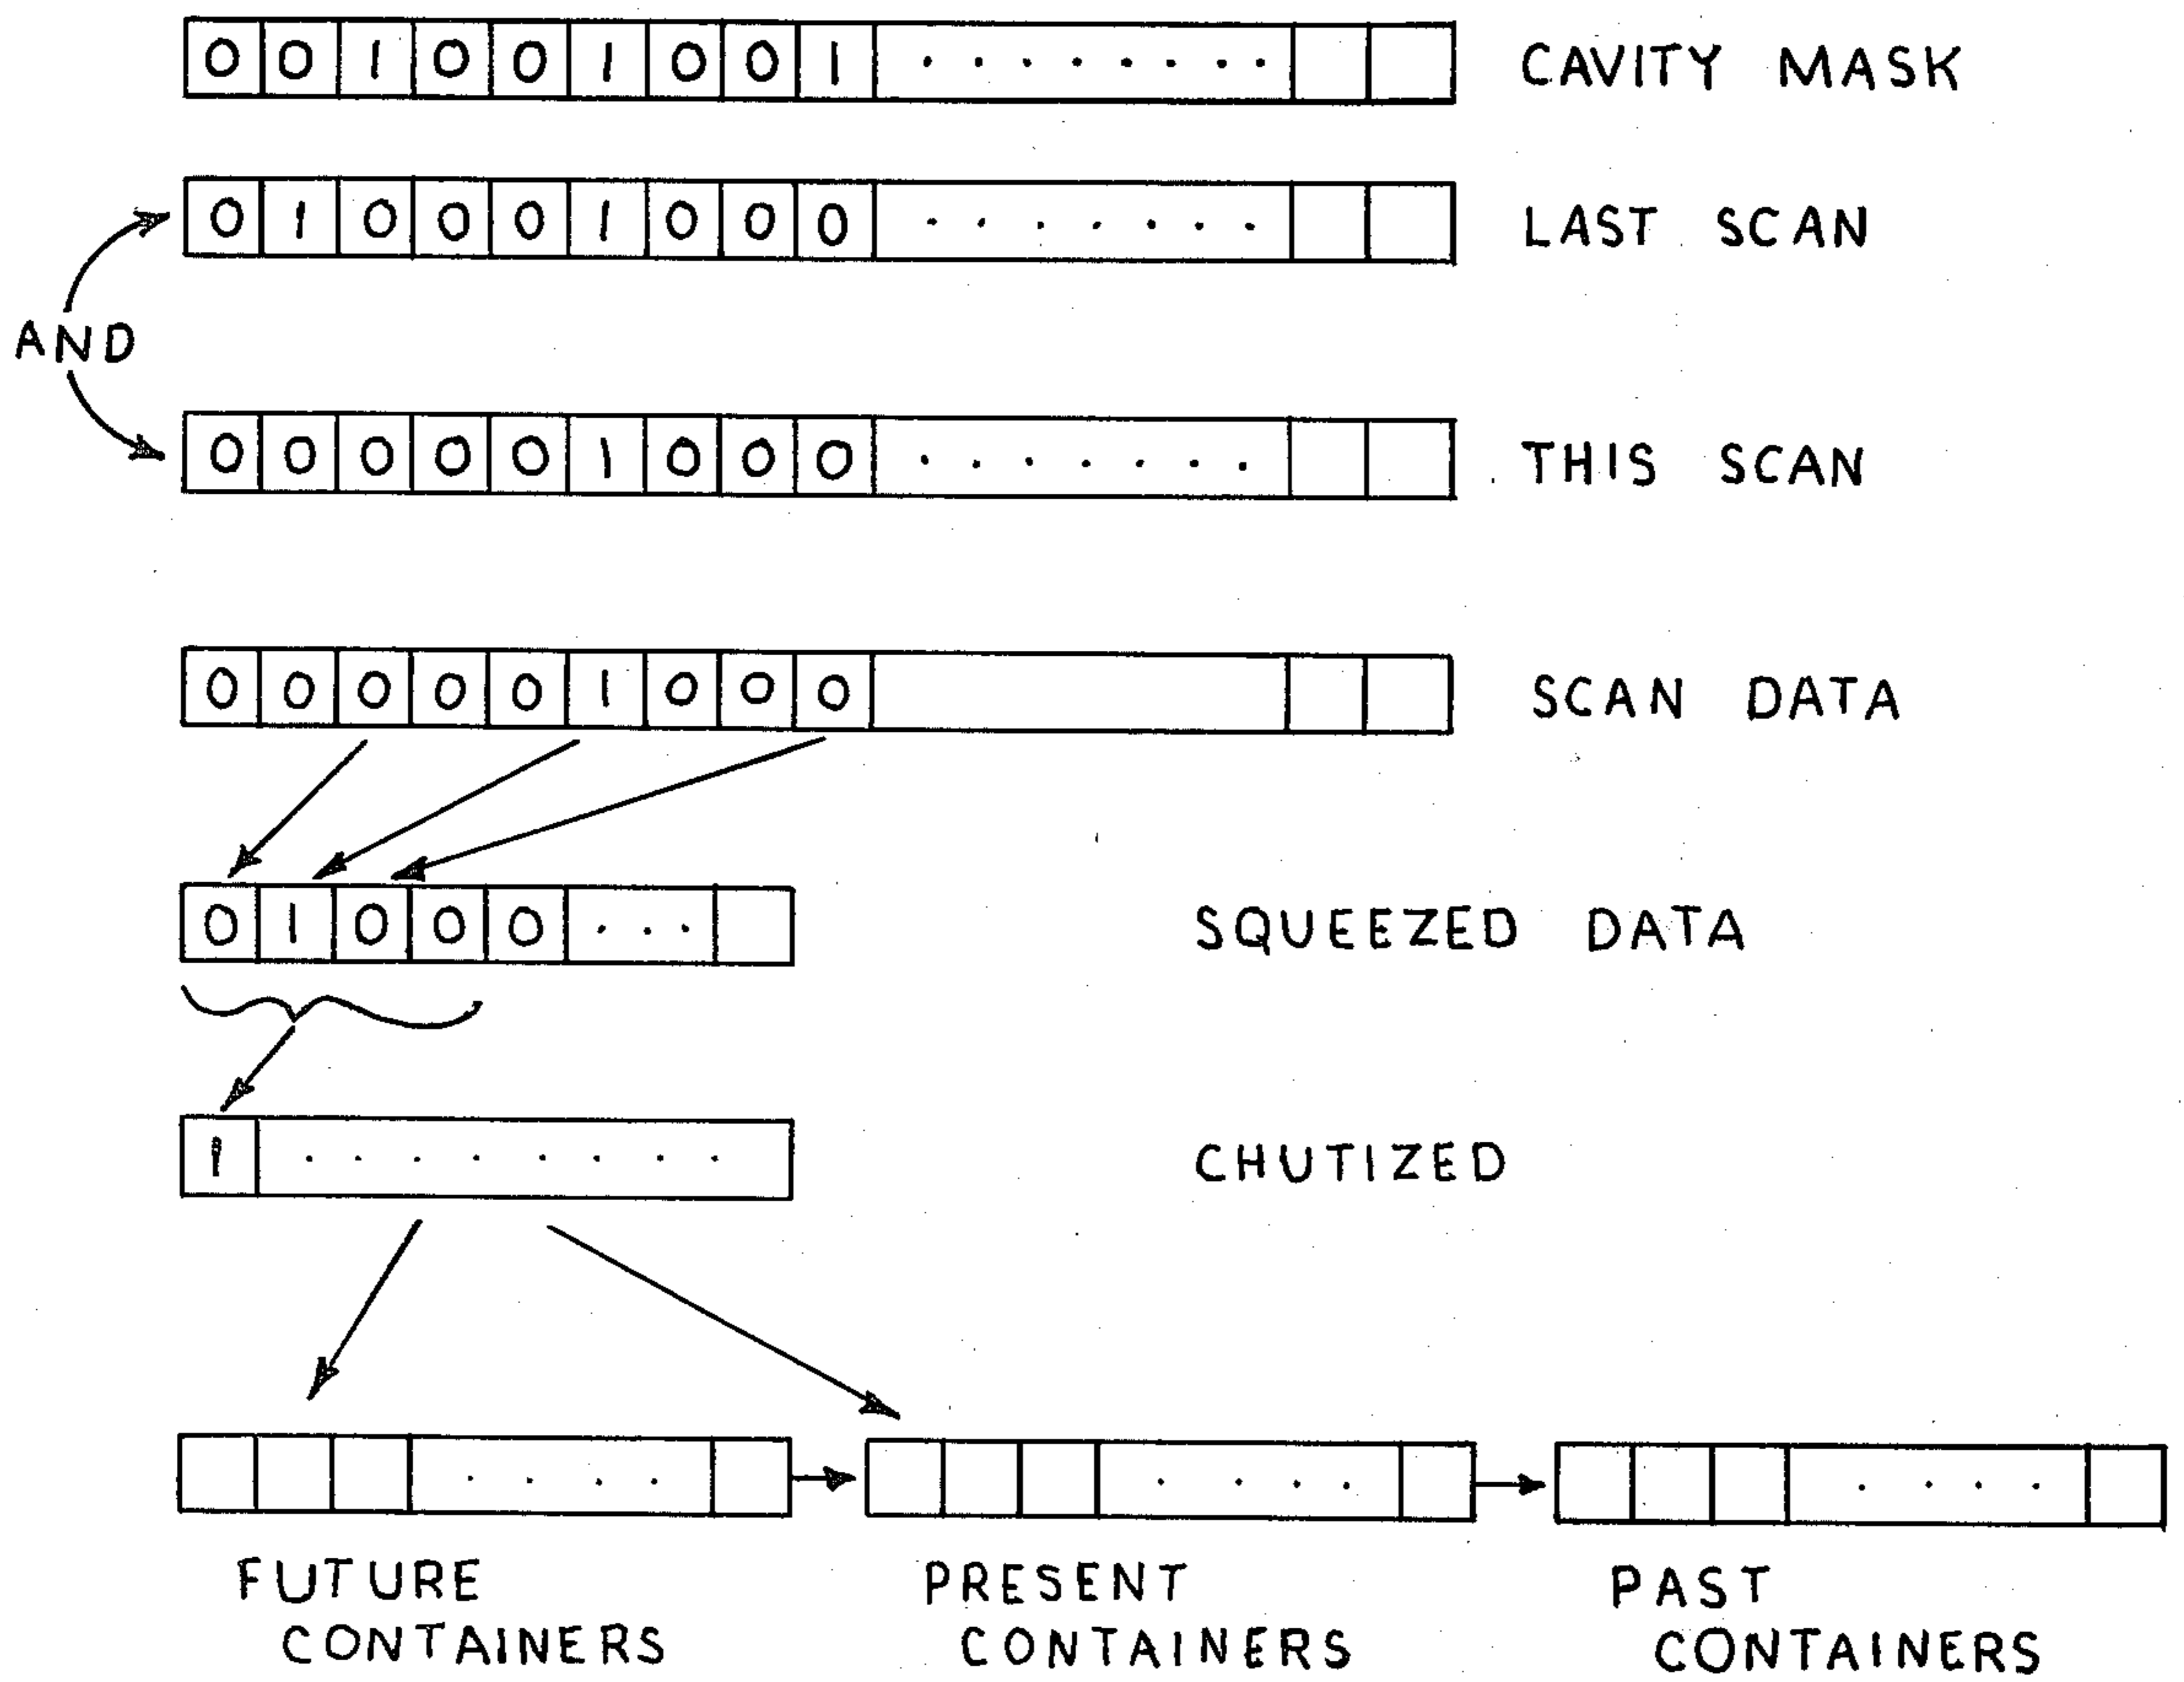 0 0 1 0 0 1 0 0 1 . . . . . . . . CAVITY MASK
0 1 0 0 0 1 0 0 0 . . . . . . . LAST SCAN
AND
0 0 0 0 0 1 0 0 0 . . . . . . . THIS SCAN
0 0 0 0 0 1 0 0 0 SCAN DATA
0 1 0 0 0 . . . SQUEEZED DATA
1 . . . . . . . . CHUTIZED
. . . . . . . . . . . .
FUTURE CONTAINERS
PRESENT CONTAINERS
PAST CONTAINERS